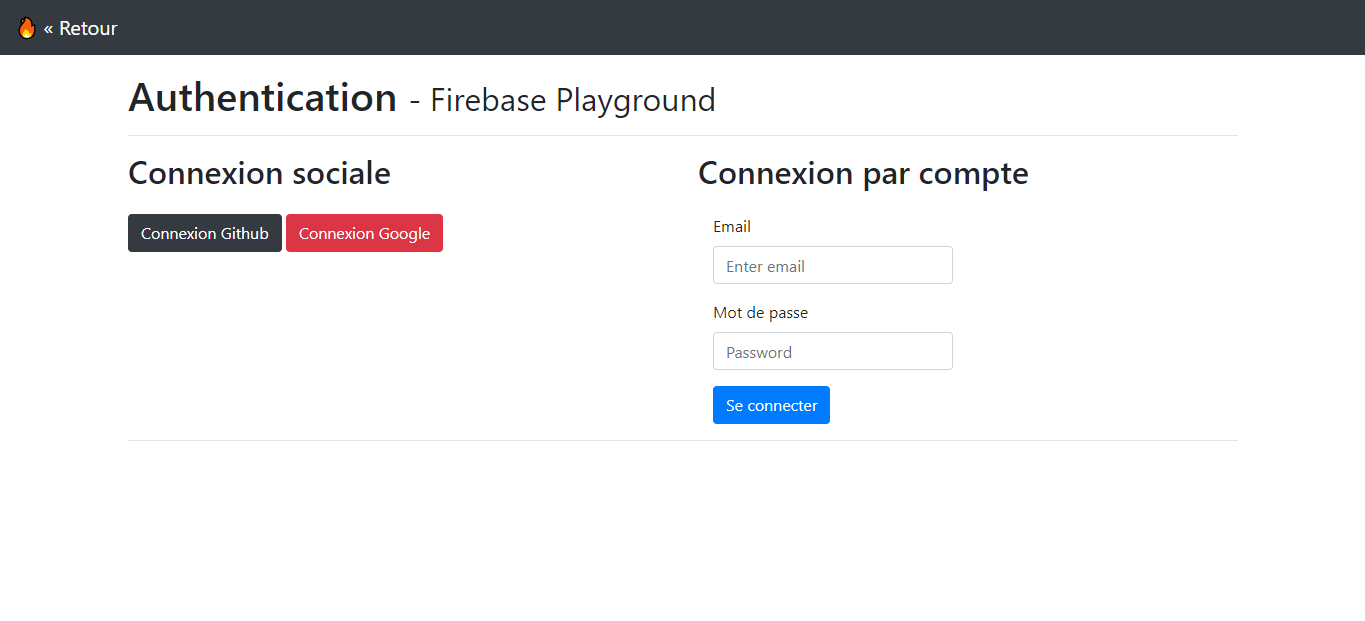 « Retour
Authentication - Firebase Playground
Connexion sociale
Connexion Github Connexion Google
Connexion par compte
Email
Enter email
Mot de passe
Password
Se connecter